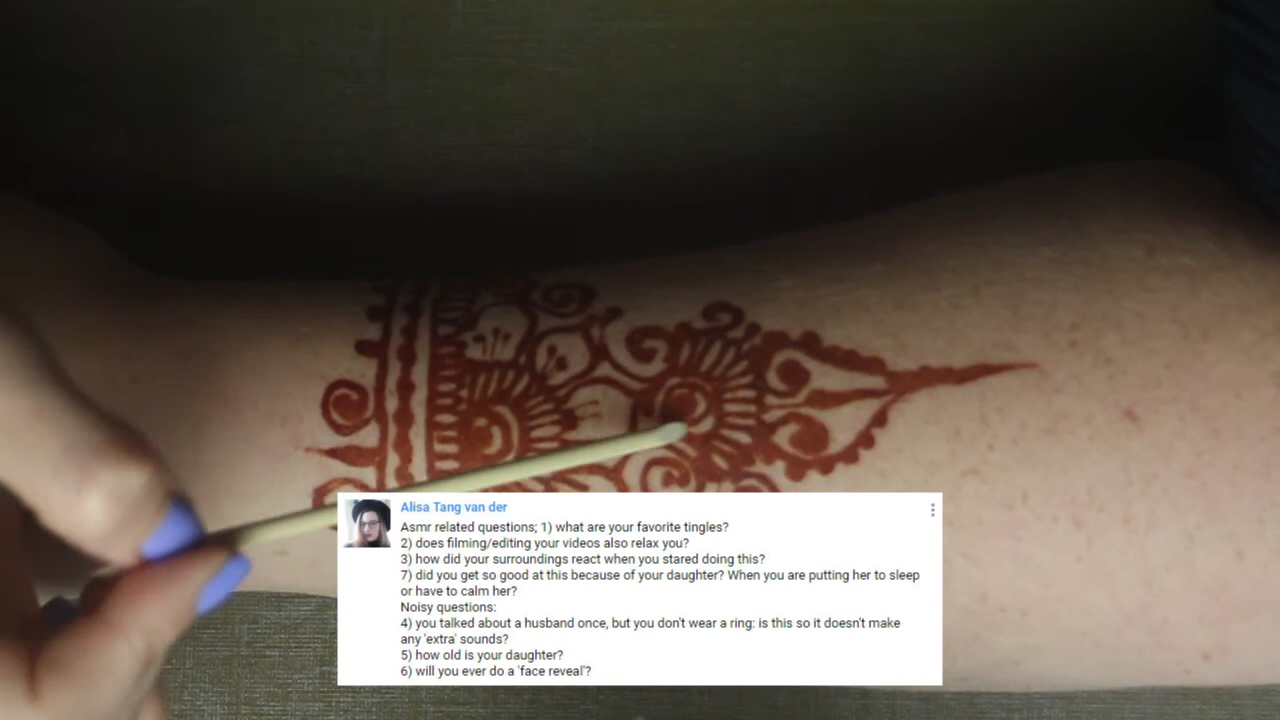 Alisa Tang van der
Asmr related questions; 1) what are your favorite tingles?
2) does filming/editing your videos also relax you?
3) how did your surroundings react when you stared doing this?
7) did you get so good at this because of your daughter? When you are putting her to sleep
or have to calm her?
Noisy questions:
4) you talked about a husband once, but you don't wear a ring: is this so it doesn't make
any 'extra' sounds?
5) how old is your daughter?
6) will you ever do a 'face reveal'?